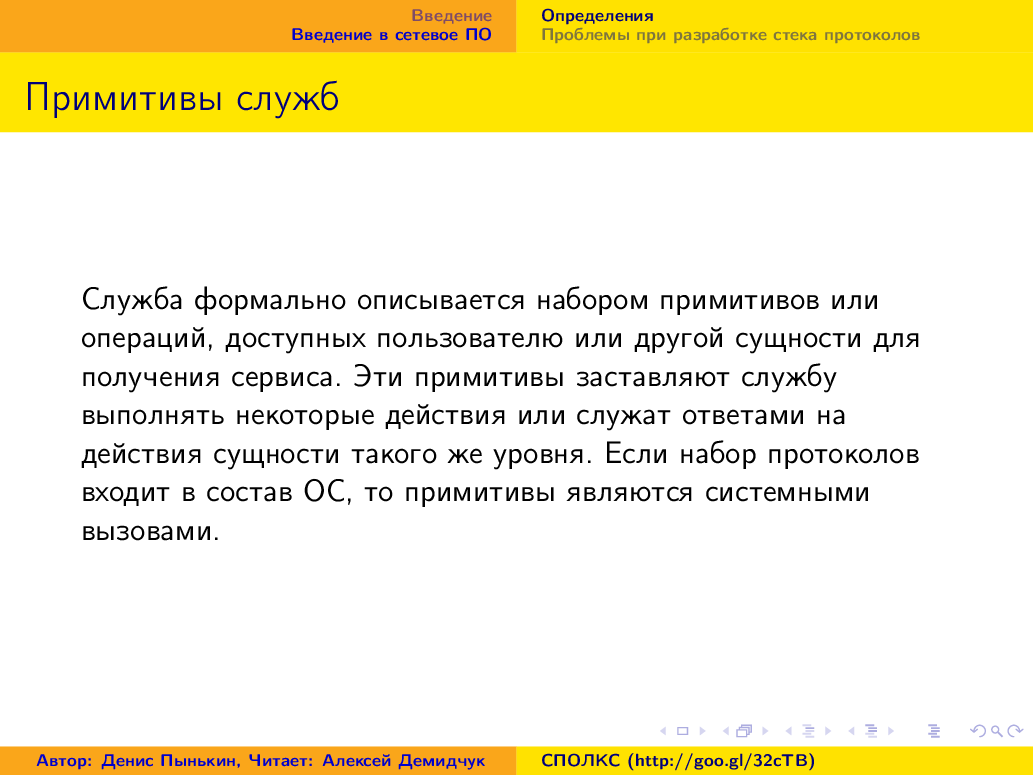 Введение
Введение в сетевое ПО
Определения
Проблемы при разработке стека протоколов
Примитивы служб
Служба формально описывается набором примитивов или
операций, доступных пользователю или другой сущности для
получения сервиса. Эти примитивы заставляют службу
выполнять некоторые действия или служат ответами на
действия сущности такого же уровня. Если набор протоколов
входит в состав ОС, то примитивы являются системными
вызовами.
Автор: Денис Пынькин, Читает: Алексей Демидчук
СПОЛКС (http://goo.gl/32cTB)